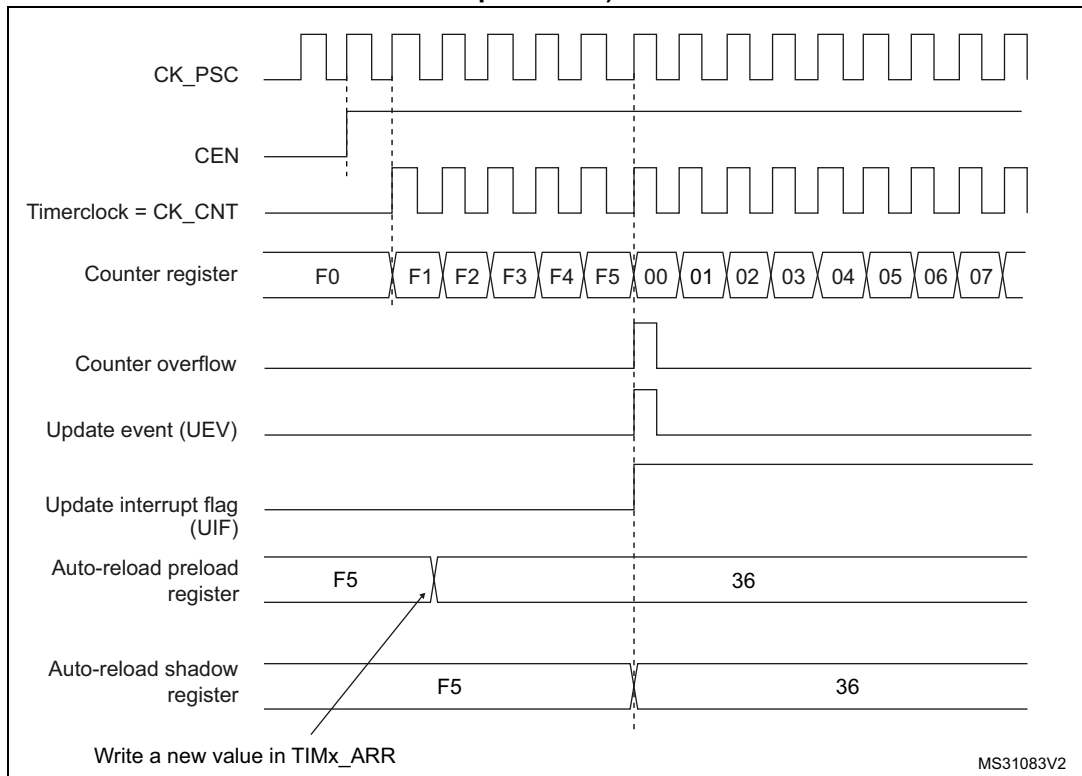 CK_PSC
CEN
Timerclock = CK_CNT
Counter register
F0 F1 F2 F3 F4 F5 00 01 02 03 04 05 06 07
Counter overflow
Update event (UEV)
Update interrupt flag
(UIF)
Auto-reload preload
register
F5 36
Auto-reload shadow
register
F5 36
Write a new value in TIMx_ARR
MS31083V2